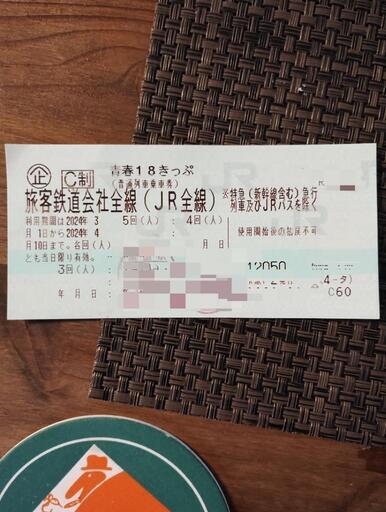 企 C制 青春18きっぷ
(普通列車乗車券)
旅客鉄道会社全線(JR全線)
※特急(新幹線含む)急行
列車及びJRバスを除く
利用期間は2024年 3 5回(人): 4回(人):
月 1日から2024年 4 月 日 使用開始後の払戻不可
月10日まで。各回(人)
とも当日限り有効。
3回(人): 12050
年 月 日 (4-タ)
C60